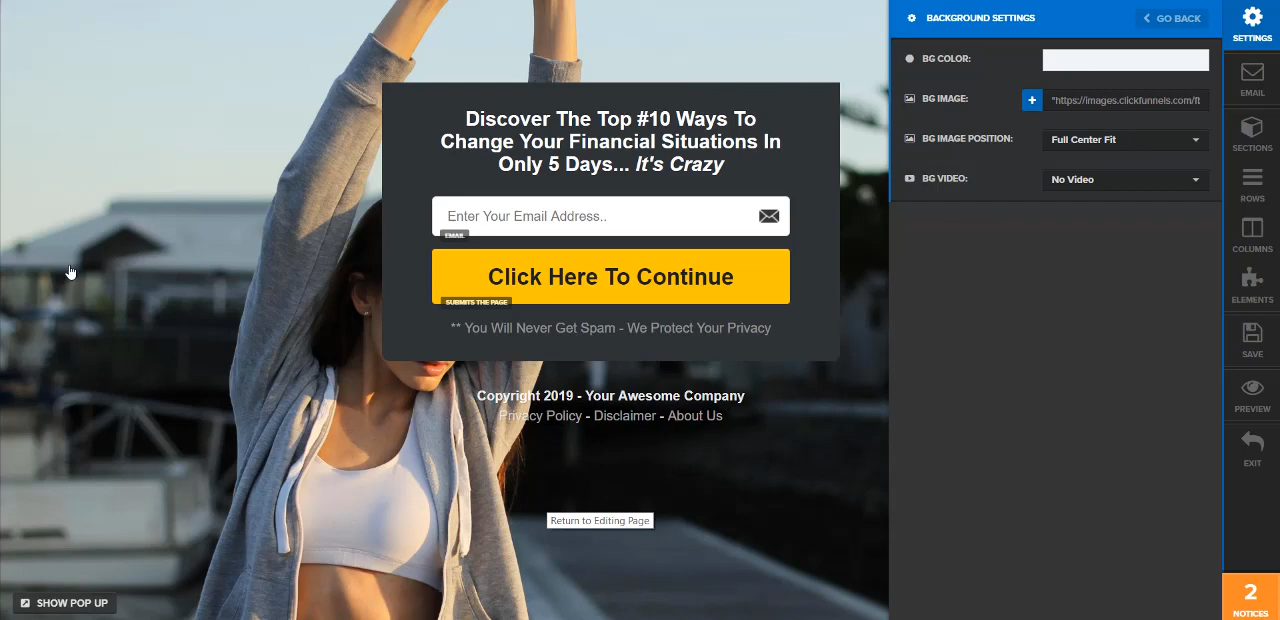 Discover The Top #10 Ways To
Change Your Financial Situations In
Only 5 Days... It's Crazy
Enter Your Email Address..
EMAIL
Click Here To Continue
SUBMITS THE PAGE
** You Will Never Get Spam - We Protect Your Privacy
Copyright 2019 - Your Awesome Company
Privacy Policy - Disclaimer - About Us
Return to Editing Page
SHOW POP UP
BACKGROUND SETTINGS
GO BACK
BG COLOR:
BG IMAGE:
"https://images.clickfunnels.com/ft
BG IMAGE POSITION:
Full Center Fit
BG VIDEO:
No Video
SETTINGS
EMAIL
SECTIONS
ROWS
COLUMNS
ELEMENTS
SAVE
PREVIEW
EXIT
2
NOTICES